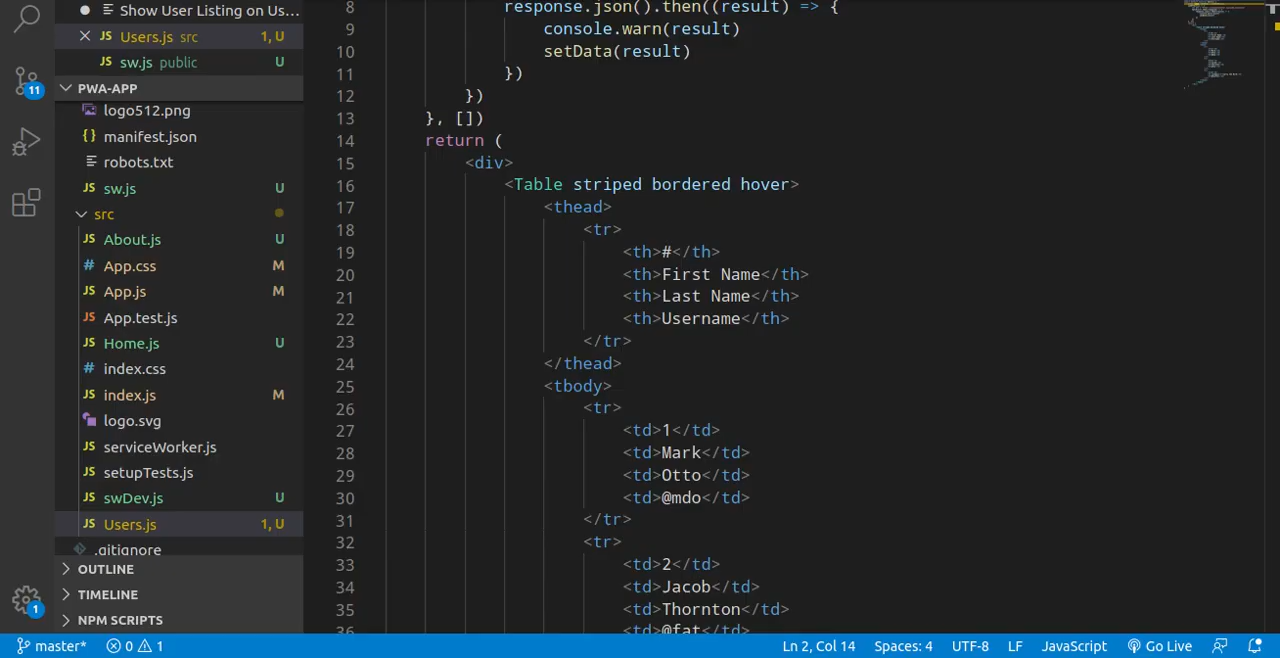 Show User Listing on Us...
Users.js src 1, U
sw.js public U
11
PWA-APP
logo512.png
manifest.json
robots.txt
sw.js U
src
About.js U
App.css M
App.js M
App.test.js
Home.js U
index.css
index.js M
logo.svg
serviceWorker.js
setupTests.js
swDev.js U
Users.js 1, U
.gitignore
OUTLINE
TIMELINE
NPM SCRIPTS
1
8 response.json().then((result) => {
9 console.warn(result)
10 setData(result)
11 })
12 })
13 }, [])
14 return (
15 <div>
16 <Table striped bordered hover>
17 <thead>
18 <tr>
19 <th>#</th>
20 <th>First Name</th>
21 <th>Last Name</th>
22 <th>Username</th>
23 </tr>
24 </thead>
25 <tbody>
26 <tr>
27 <td>1</td>
28 <td>Mark</td>
29 <td>Otto</td>
30 <td>@mdo</td>
31 </tr>
32 <tr>
33 <td>2</td>
34 <td>Jacob</td>
35 <td>Thornton</td>
36 <td>@fat</td>
master* 0 1 Ln 2, Col 14 Spaces: 4 UTF-8 LF JavaScript Go Live